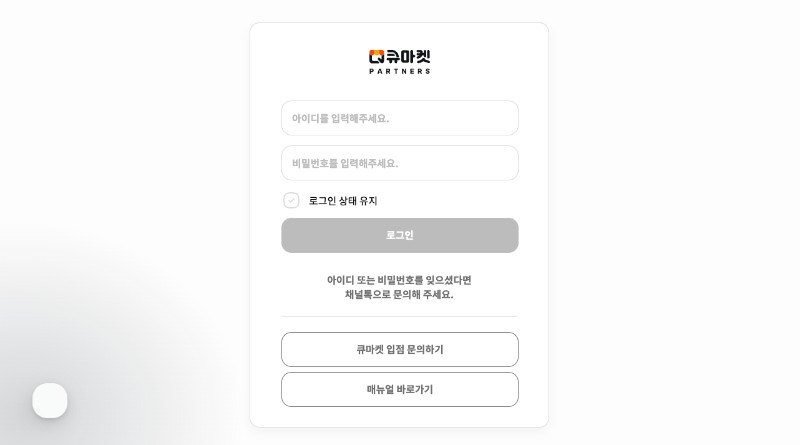 큐마켓
PARTNERS
아이디를 입력해주세요.
비밀번호를 입력해주세요.
로그인 상태 유지
로그인
아이디 또는 비밀번호를 잊으셨다면
채널톡으로 문의해 주세요.
큐마켓 입점 문의하기
매뉴얼 바로가기